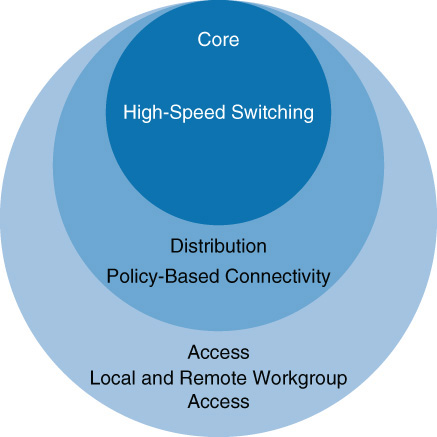 Core
High-Speed Switching
Distribution
Policy-Based Connectivity
Access
Local and Remote Workgroup
Access